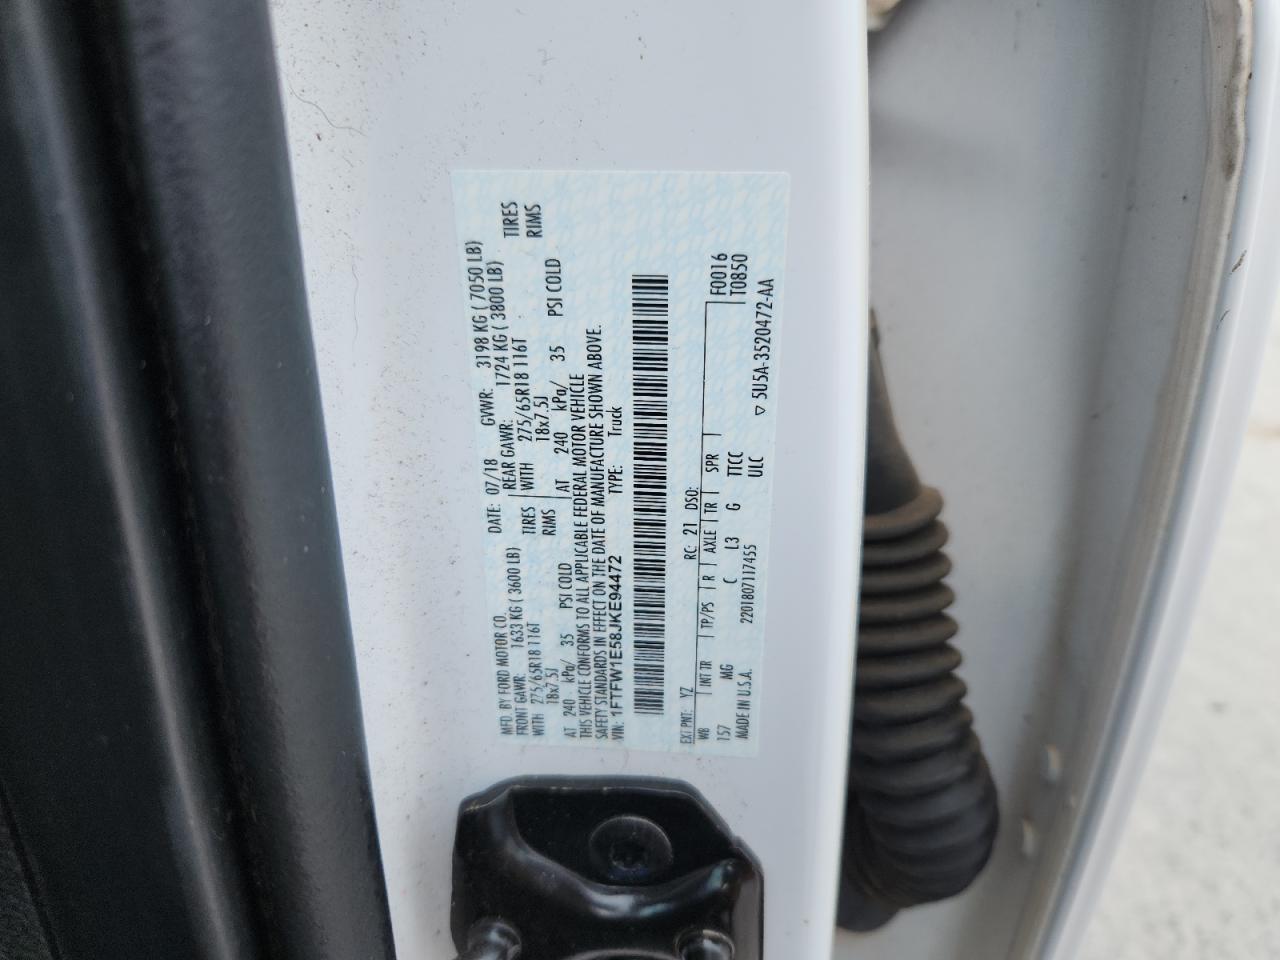 MFD. BY FORD MOTOR CO. DATE: 07/18 GVWR: 3198 KG ( 7050 LB)
FRONT GAWR: 1633 KG ( 3600 LB) REAR GAWR: 1724 KG ( 3800 LB)
WITH 275/65R18 116T TIRES WITH 275/65R18 116T TIRES
18x7.5J RIMS 18x7.5J RIMS
AT 240 kPa/ 35 PSI COLD AT 240 kPa/ 35 PSI COLD
THIS VEHICLE CONFORMS TO ALL APPLICABLE FEDERAL MOTOR VEHICLE
SAFETY STANDARDS IN EFFECT ON THE DATE OF MANUFACTURE SHOWN ABOVE.
VIN: 1FTFW1E58JKE94472 TYPE: Truck
EXT PNT: YZ RC: 21 DSO:
WB INT TR TP/PS R AXLE TR SPR F0016
157 MG C L3 G TTCC T0850
MADE IN U.S.A. 2201807117455 ULC ▽ 5U5A-3520472-AA